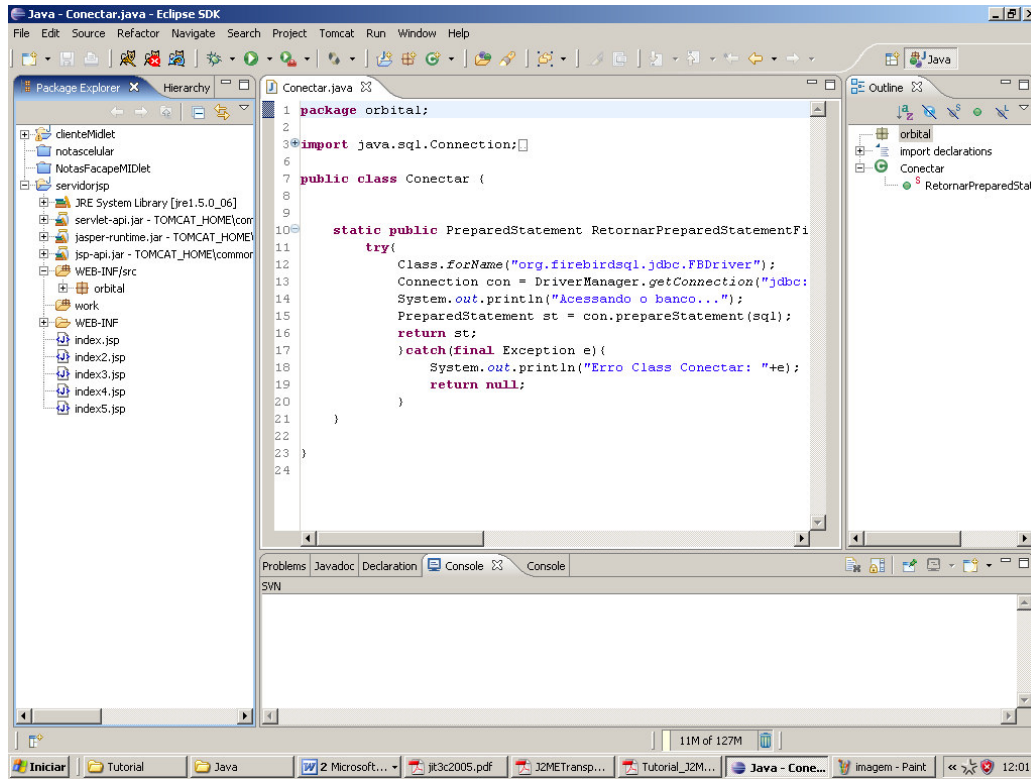 Java - Conectar.java - Eclipse SDK
File Edit Source Refactor Navigate Search Project Tomcat Run Window Help
Java
Package Explorer
Hierarchy
clienteMidlet
notascelular
NotasFacapeMIDlet
servidorjsp
JRE System Library [jre1.5.0_06]
servlet-api.jar - TOMCAT_HOME\com
jasper-runtime.jar - TOMCAT_HOME\
jsp-api.jar - TOMCAT_HOME\common
WEB-INF/src
orbital
work
WEB-INF
index.jsp
index2.jsp
index3.jsp
index4.jsp
index5.jsp
Conectar.java
1 package orbital;
2
3 import java.sql.Connection;
6
7 public class Conectar {
8
9
10 static public PreparedStatement RetornarPreparedStatementFi
11 try{
12 Class.forName("org.firebirdsql.jdbc.FBDriver");
13 Connection con = DriverManager.getConnection("jdbc:
14 System.out.println("Acessando o banco...");
15 PreparedStatement st = con.prepareStatement(sql);
16 return st;
17 }catch(final Exception e){
18 System.out.println("Erro Class Conectar: "+e);
19 return null;
20 }
21 }
22
23 }
24
Outline
orbital
import declarations
Conectar
S RetornarPreparedStat
Problems Javadoc Declaration Console Console
SVN
11M of 127M
Iniciar Tutorial Java 2 Microsoft... jit3c2005.pdf J2METransp... Tutorial_J2M... Java - Cone... imagem - Paint 12:01